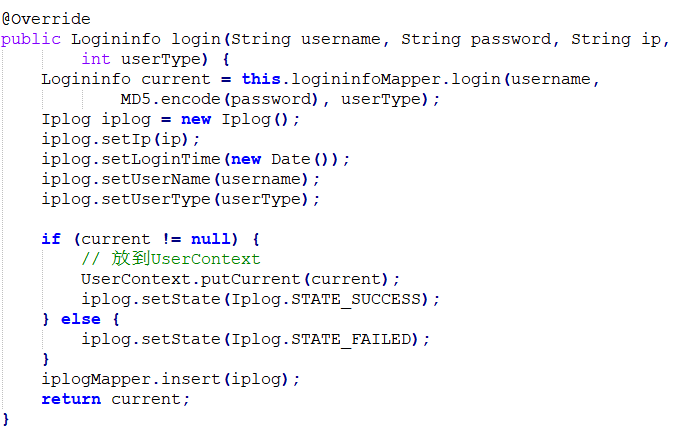 @Override
public Logininfo login(String username, String password, String ip,
        int userType) {
    Logininfo current = this.logininfoMapper.login(username,
            MD5.encode(password), userType);
    Iplog iplog = new Iplog();
    iplog.setIp(ip);
    iplog.setLoginTime(new Date());
    iplog.setUserName(username);
    iplog.setUserType(userType);

    if (current != null) {
        // 放到UserContext
        UserContext.putCurrent(current);
        iplog.setState(Iplog.STATE_SUCCESS);
    } else {
        iplog.setState(Iplog.STATE_FAILED);
    }
    iplogMapper.insert(iplog);
    return current;
}